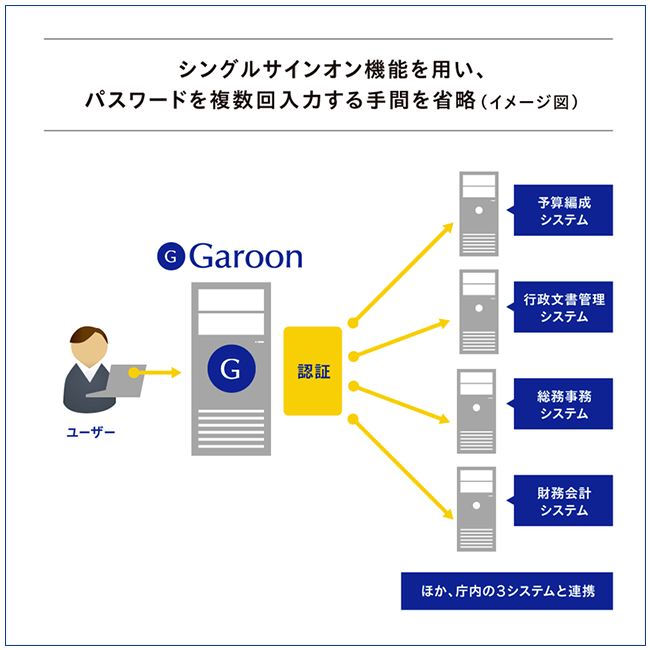 シングルサインオン機能を用い、
パスワードを複数回入力する手間を省略（イメージ図）
G Garoon
G
認証
ユーザー
予算編成
システム
行政文書管理
システム
総務事務
システム
財務会計
システム
ほか、庁内の3システムと連携